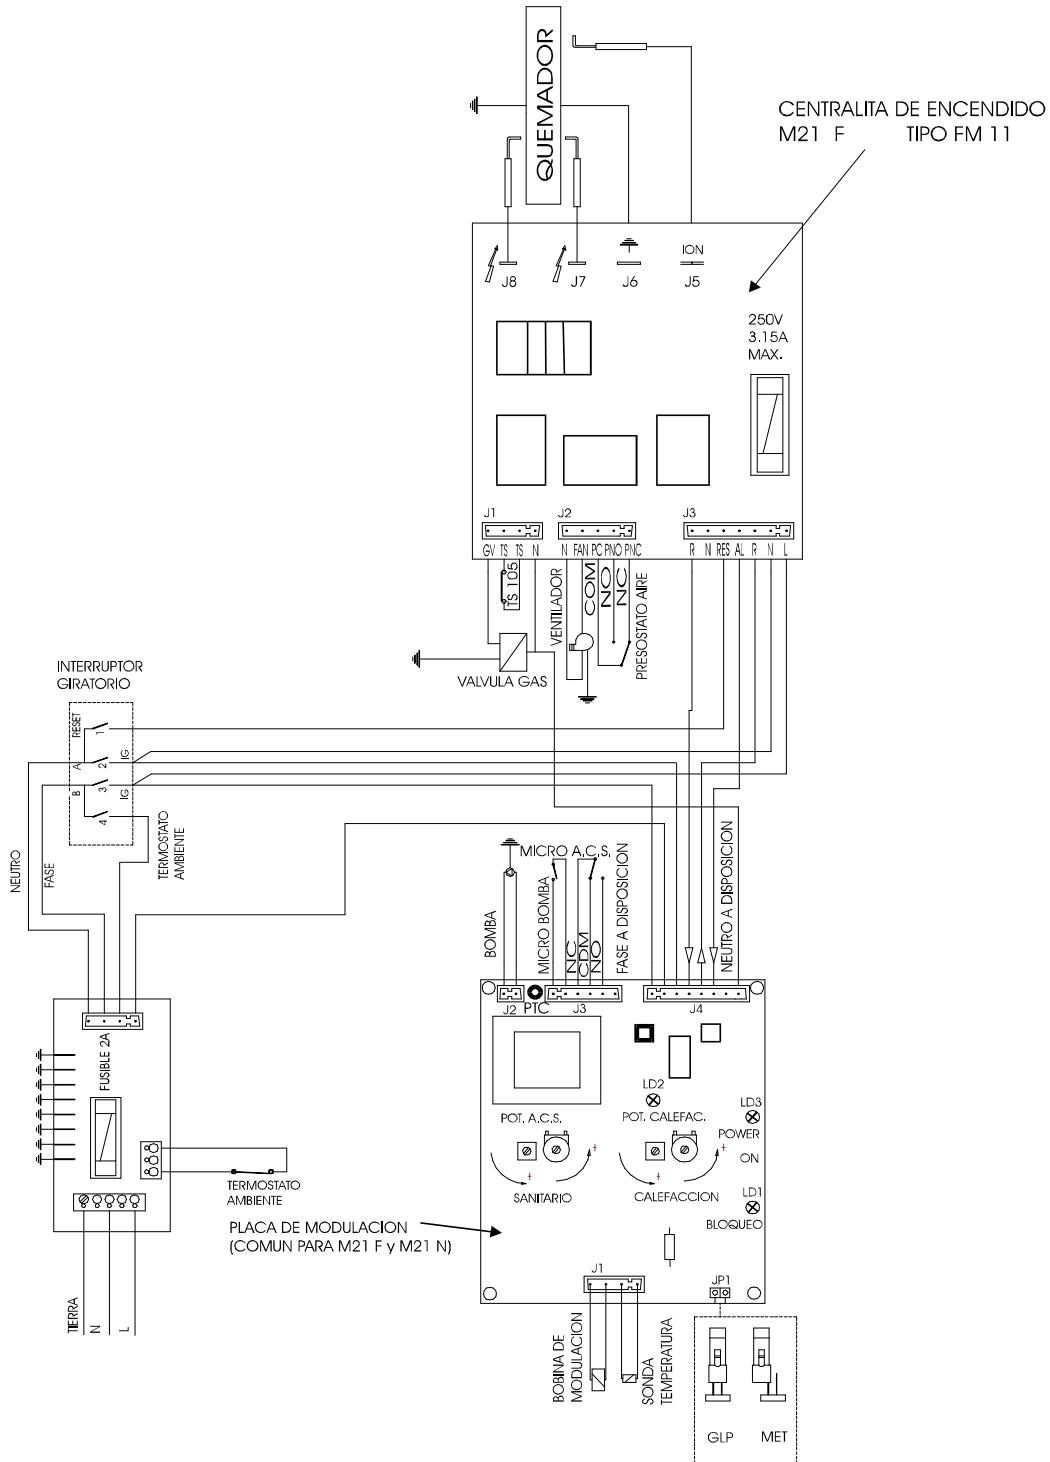 QUEMADOR
CENTRALITA DE ENCENDIDO
M21 F TIPO FM 11
J8
J7
J6
ION
J5
250V
3.15A
MAX.
J1
J2
J3
GV TS TS N
N FAN PC PNO PNC
R N RES AL R N L
TS 105
VENTILADOR
COM
NO
NC
PRESOSTATO AIRE
VALVULA GAS
INTERRUPTOR
GIRATORIO
RESET
1
A
2
IG
B
3
IG
4
NEUTRO
FASE
TERMOSTATO
AMBIENTE
BOMBA
MICRO A.C.S.
MICRO BOMBA
NC
CDM
NO
FASE A DISPOSICION
NEUTRO A DISPOSICION
J2
PTC
J3
J4
FUSIBLE 2A
LD2
LD3
POT. A.C.S.
POT. CALEFAC.
POWER
ON
SANITARIO
CALEFACCION
LD1
BLOQUEO
TERMOSTATO
AMBIENTE
PLACA DE MODULACION
(COMUN PARA M21 F y M21 N)
TIERRA
N
L
J1
JP1
BOBINA DE
MODULACION
SONDA
TEMPERATURA
GLP
MET